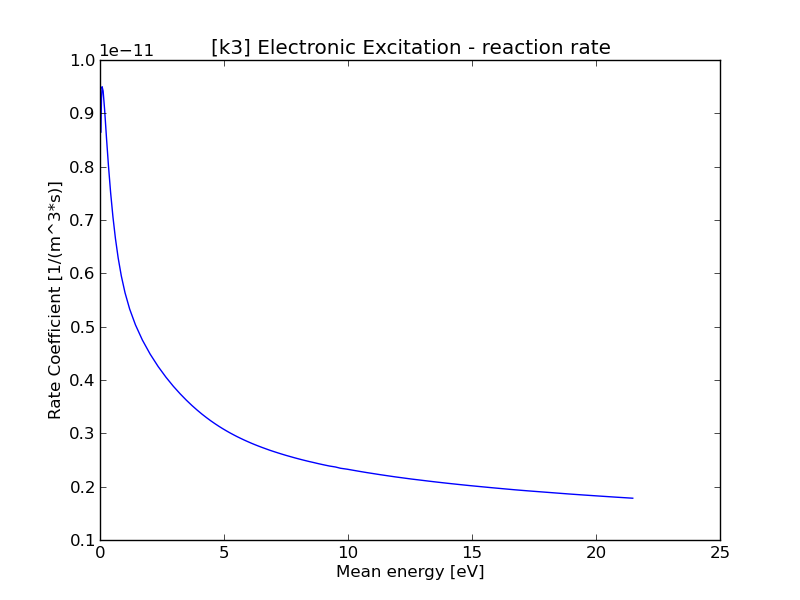 [k3] Electronic Excitation - reaction rate
1e−11
1.0
0.9
0.8
0.7
0.6
0.5
0.4
0.3
0.2
0.1
Rate Coefficient [1/(m^3*s)]
0 5 10 15 20 25
Mean energy [eV]